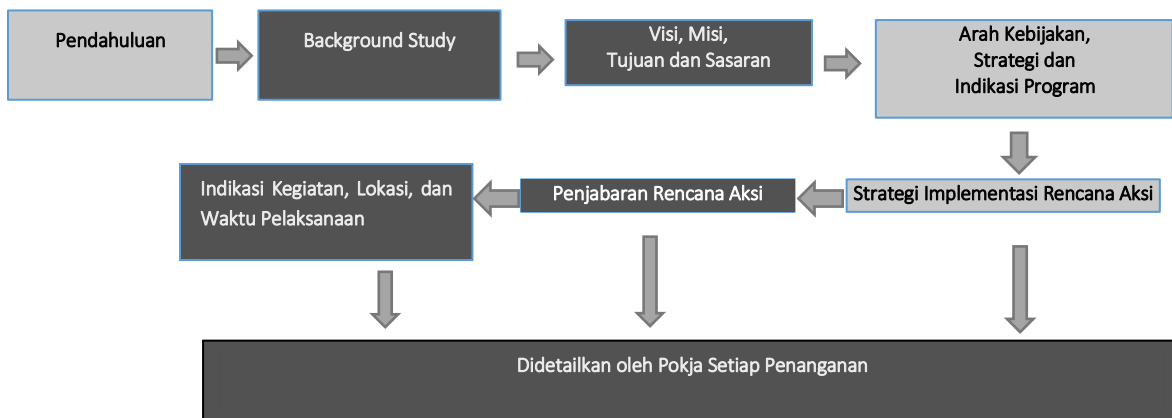 Pendahuluan
Background Study
Visi, Misi,
Tujuan dan Sasaran
Arah Kebijakan,
Strategi dan
Indikasi Program
Strategi Implementasi Rencana Aksi
Penjabaran Rencana Aksi
Indikasi Kegiatan, Lokasi, dan
Waktu Pelaksanaan
Didetailkan oleh Pokja Setiap Penanganan